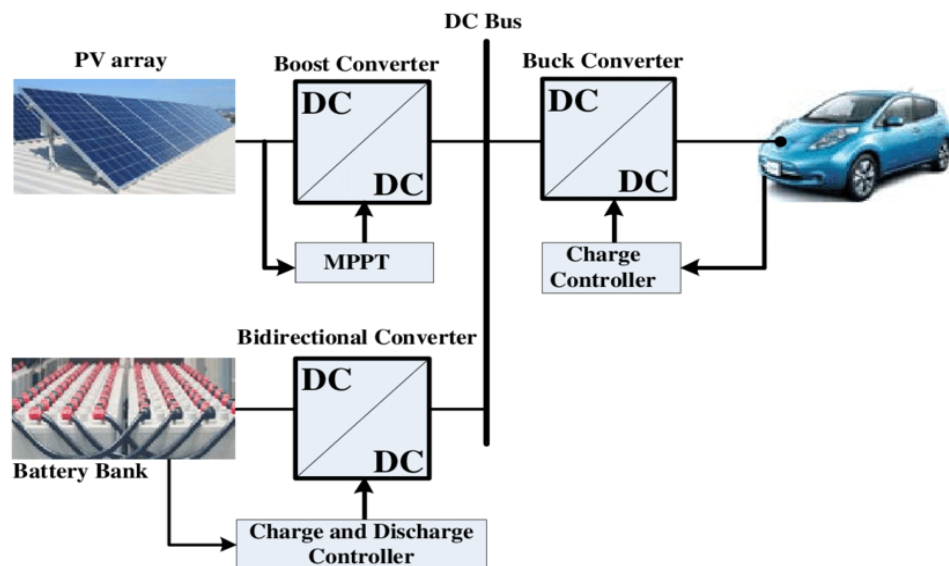 DC Bus
PV array
Boost Converter
Buck Converter
DC
DC
DC
DC
MPPT
Charge
Controller
Bidirectional Converter
DC
DC
Battery Bank
Charge and Discharge
Controller